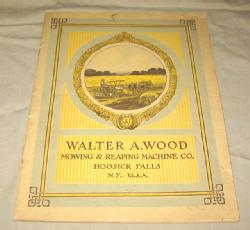 WALTER A. WOOD
MOWING & REAPING MACHINE CO.
HOOSICK FALLS
N.Y., U.S.A.